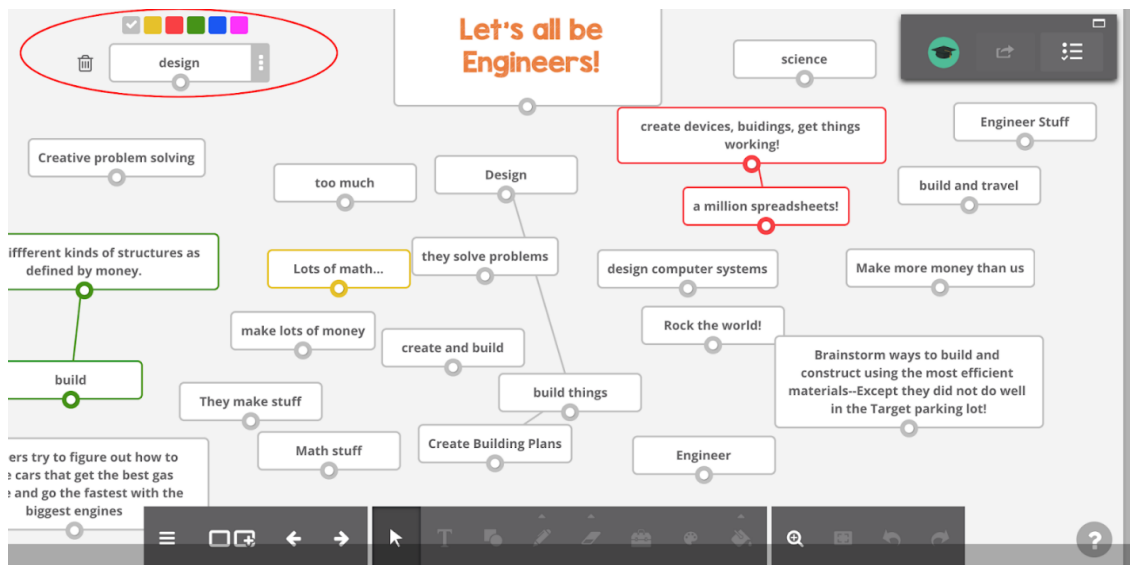 Let's all be
Engineers!
design
science
create devices, buidings, get things
working!
Engineer Stuff
Creative problem solving
too much
Design
build and travel
a million spreadsheets!
iffferent kinds of structures as
defined by money.
Lots of math...
they solve problems
design computer systems
Make more money than us
make lots of money
create and build
Rock the world!
Brainstorm ways to build and
construct using the most efficient
materials--Except they did not do well
in the Target parking lot!
build
They make stuff
build things
Math stuff
Create Building Plans
Engineer
ers try to figure out how to
e cars that get the best gas
e and go the fastest with the
biggest engines
T
?